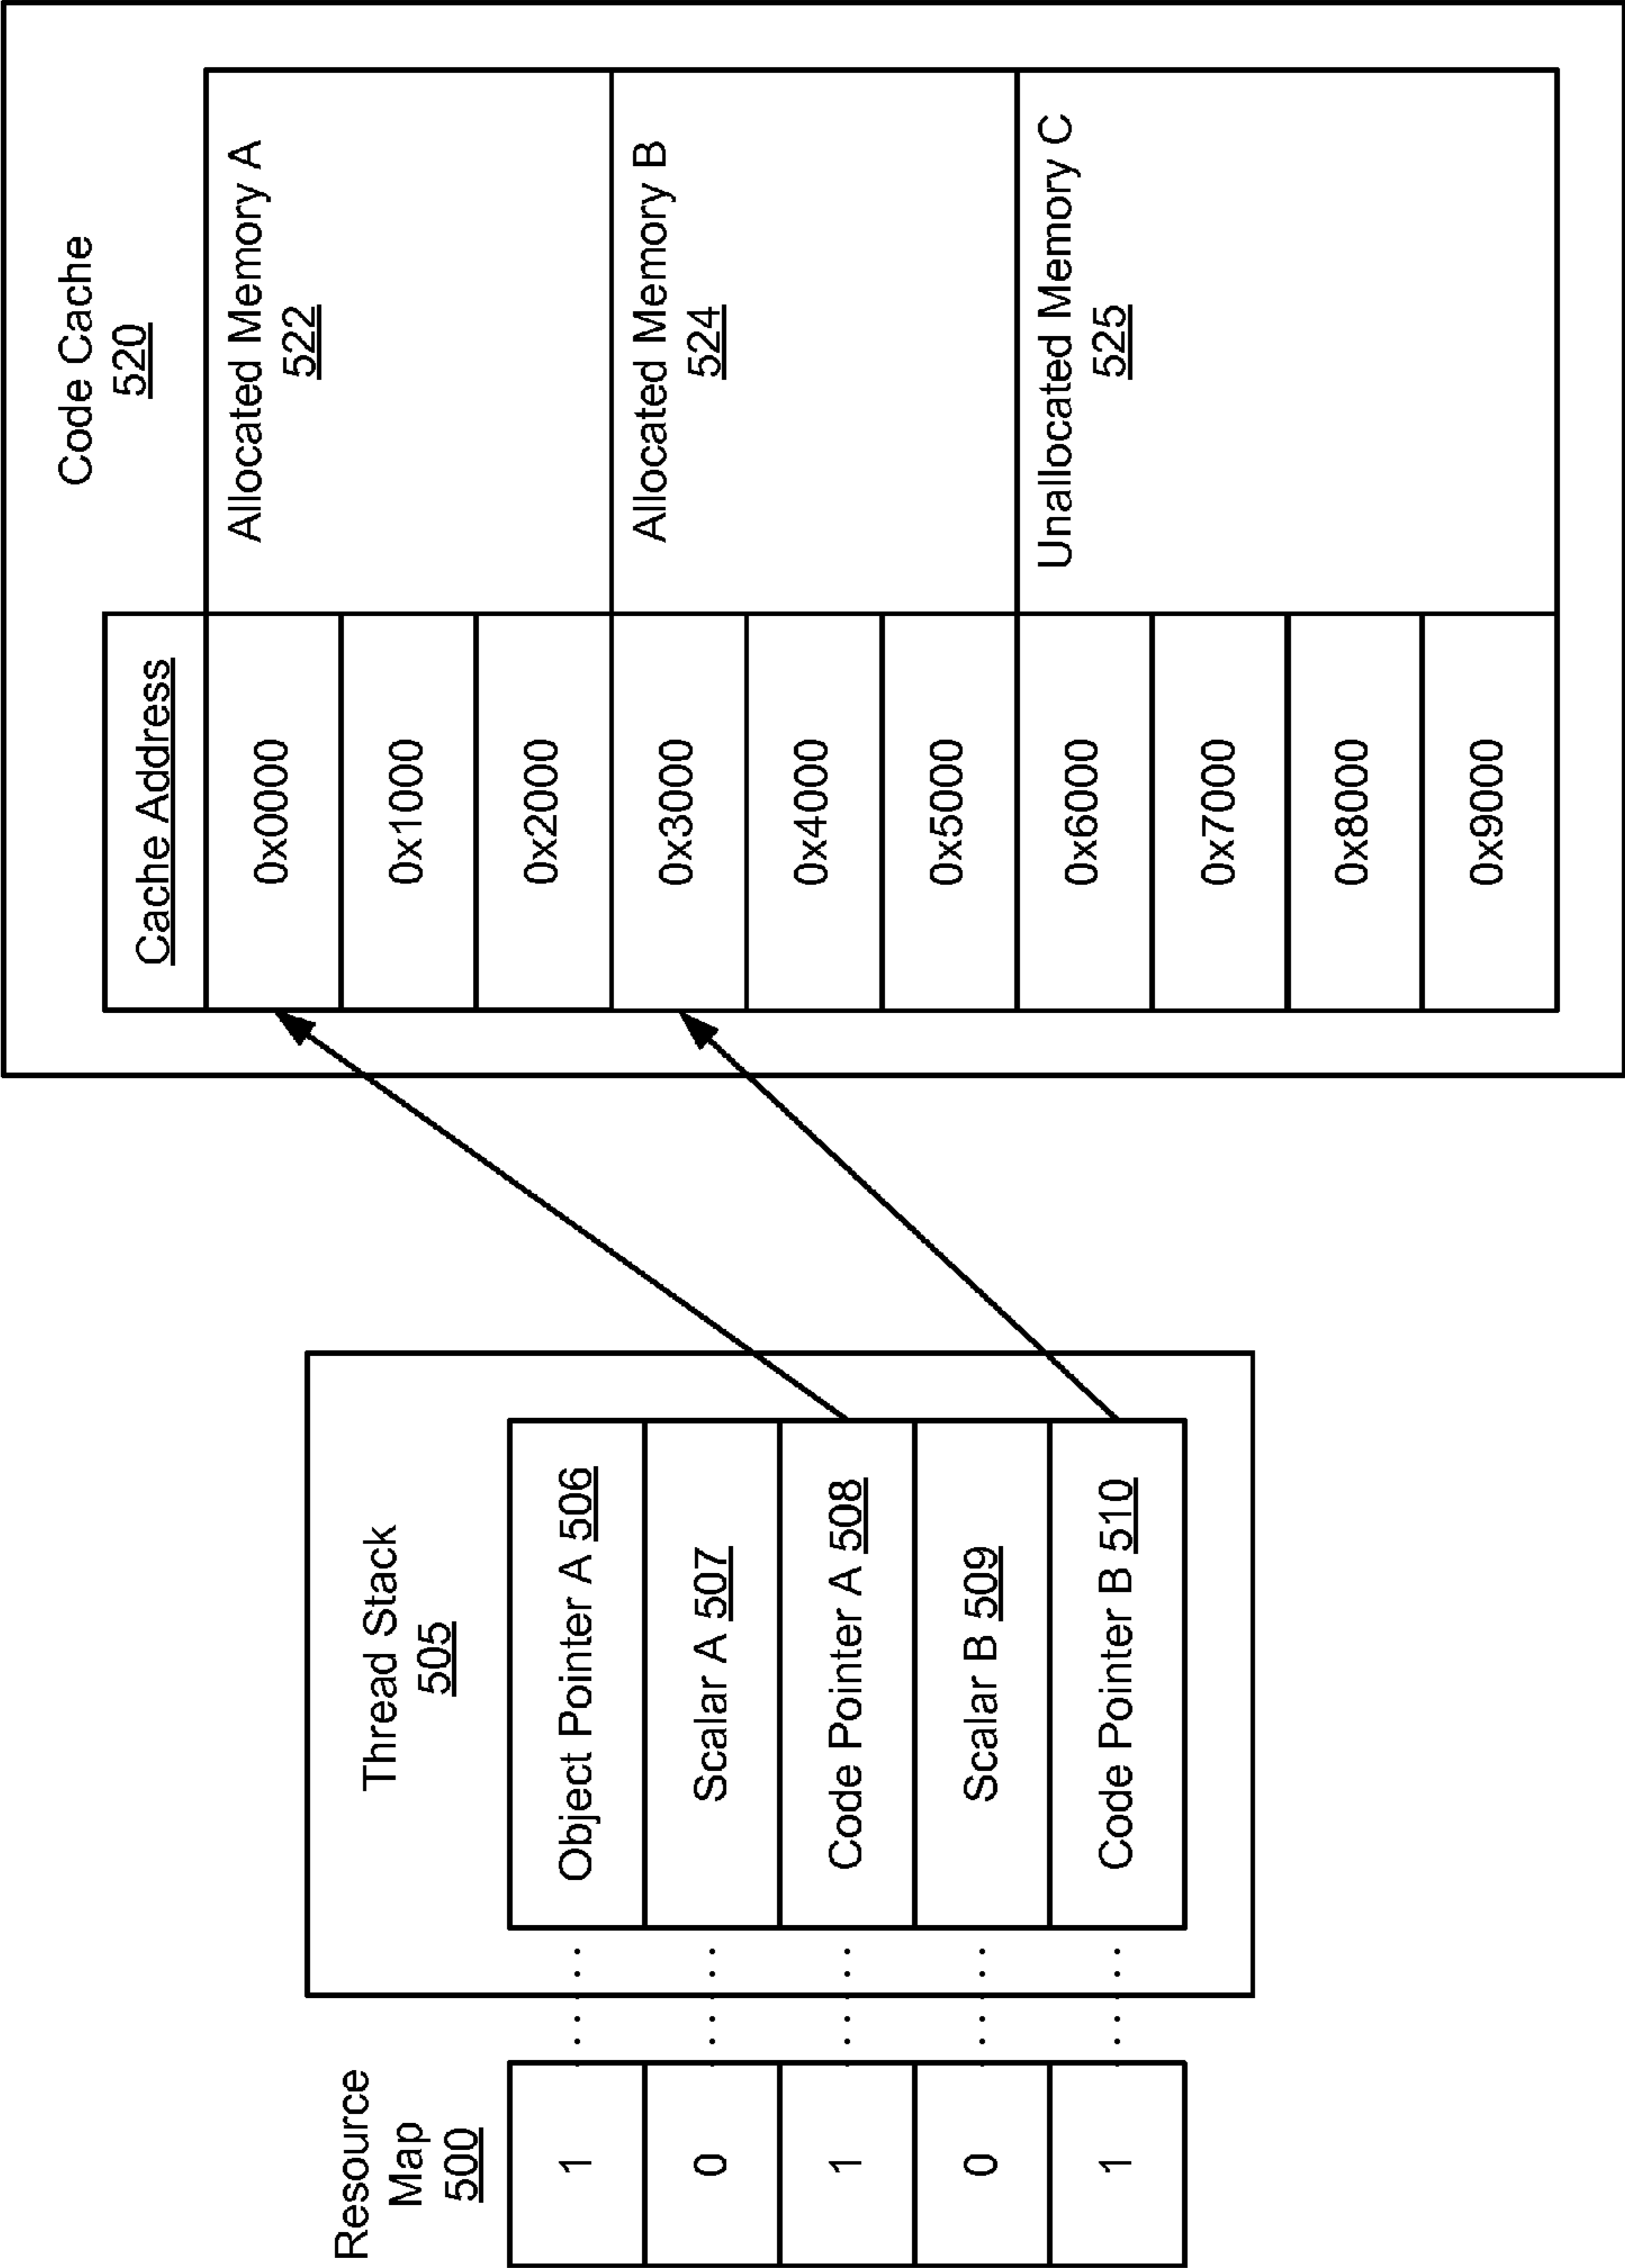 Resource
Map
500
1
0
1
0
1
Thread Stack
505
Object Pointer A 506
Scalar A 507
Code Pointer A 508
Scalar B 509
Code Pointer B 510
Code Cache
520
Cache Address
0x0000
0x1000
0x2000
0x3000
0x4000
0x5000
0x6000
0x7000
0x8000
0x9000
Allocated Memory A
522
Allocated Memory B
524
Unallocated Memory C
525